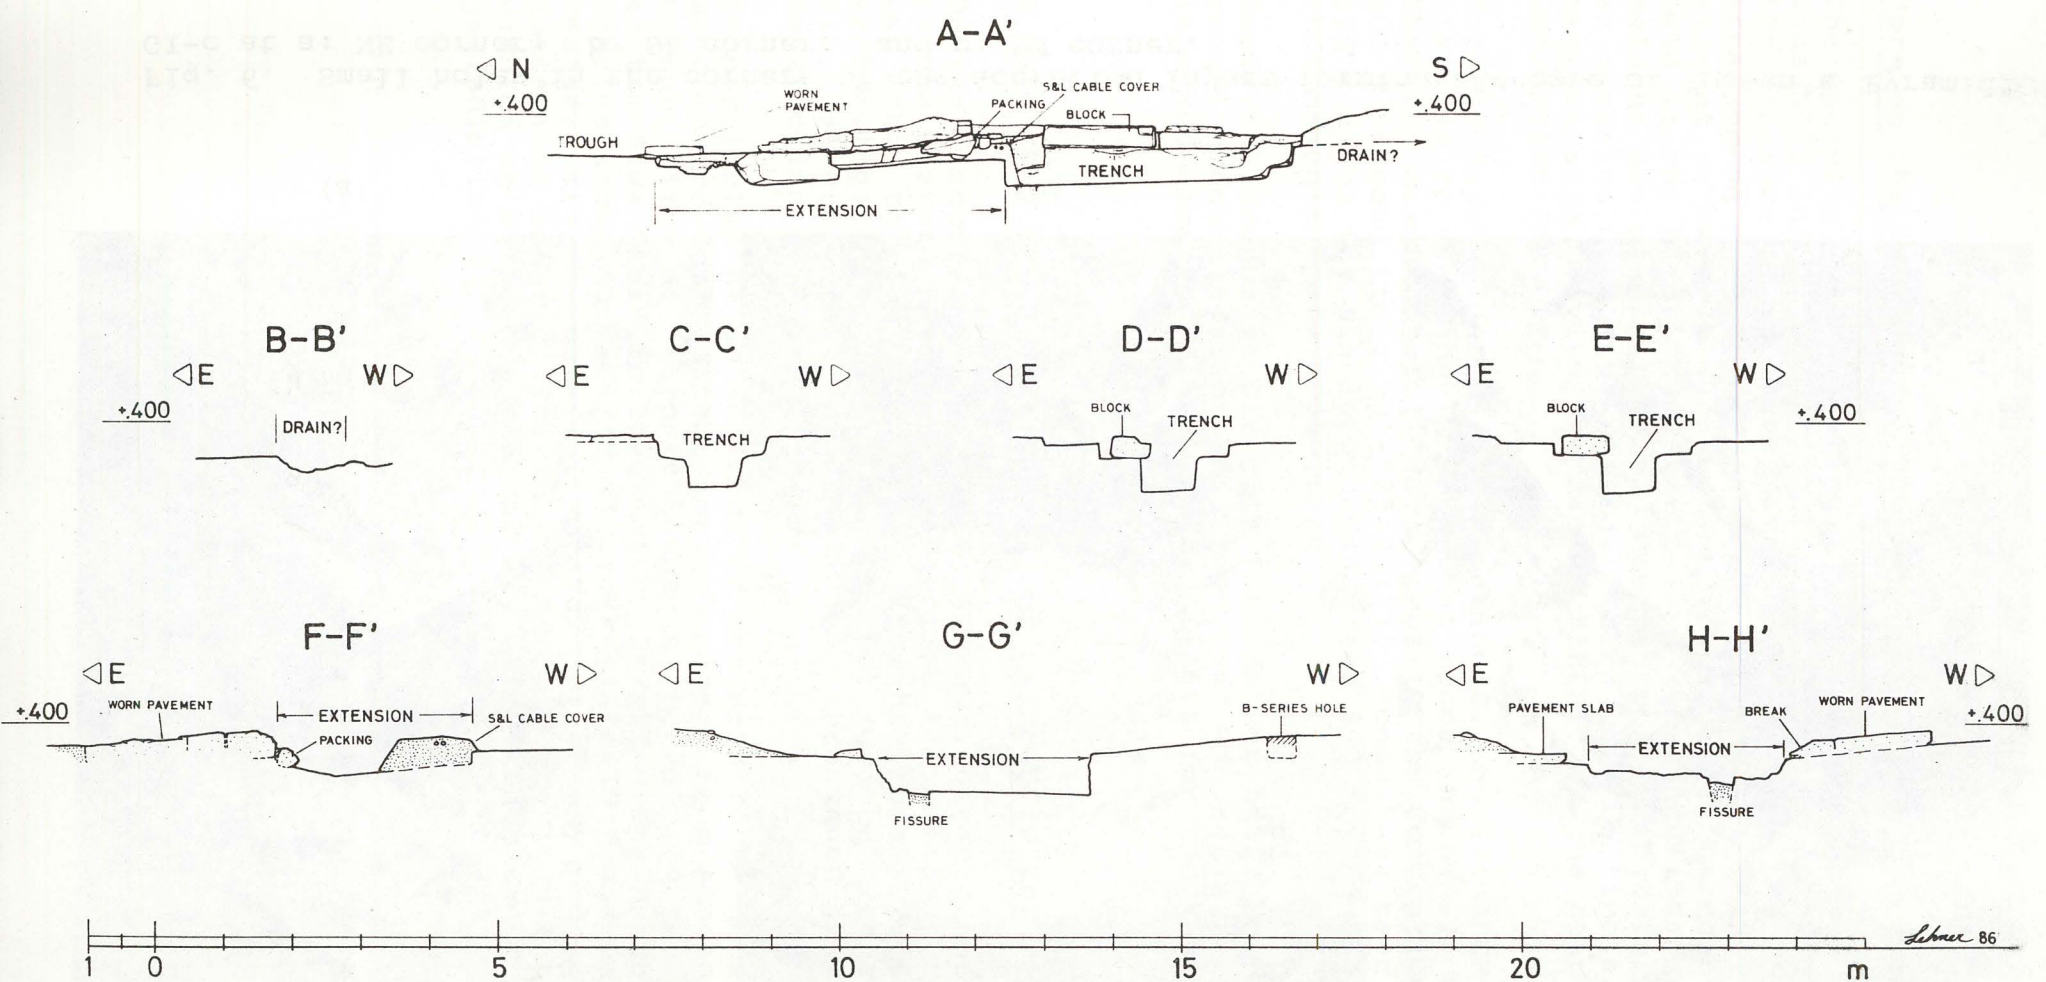 A-A'
N
S
+.400
+.400
TROUGH
WORN
PAVEMENT
PACKING
S&L CABLE COVER
BLOCK
TRENCH
DRAIN?
EXTENSION
B-B'
E W
+.400
DRAIN?
C-C'
E W
TRENCH
D-D'
E W
BLOCK
TRENCH
E-E'
E W
BLOCK
TRENCH
+.400
F-F'
E W
+.400
WORN PAVEMENT
EXTENSION
PACKING
S&L CABLE COVER
G-G'
E W
EXTENSION
B-SERIES HOLE
FISSURE
H-H'
E W
PAVEMENT SLAB
EXTENSION
BREAK
WORN PAVEMENT
+.400
FISSURE
Lehner 86
1 0 5 10 15 20 m